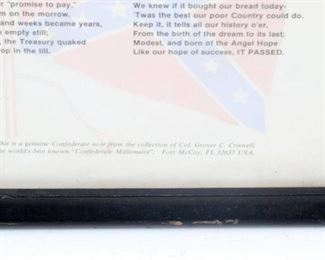 "promise to pay,"
m on the morrow.
and weeks became years,
empty still;
the Treasury quaked
op in the till.
We knew if it bought our bread today-
'Twas the best our poor Country could do.
Keep it, it tells all our history o'er,
From the birth of the dream to its last;
Modest, and born of the Angel Hope
Like our hope of success, IT PASSED.
This is a genuine Confederate note from the collection of Col. Grover C. Criswell,
the world's best known "Confederate Millionaire", Fort McCoy, FL 32637 USA.